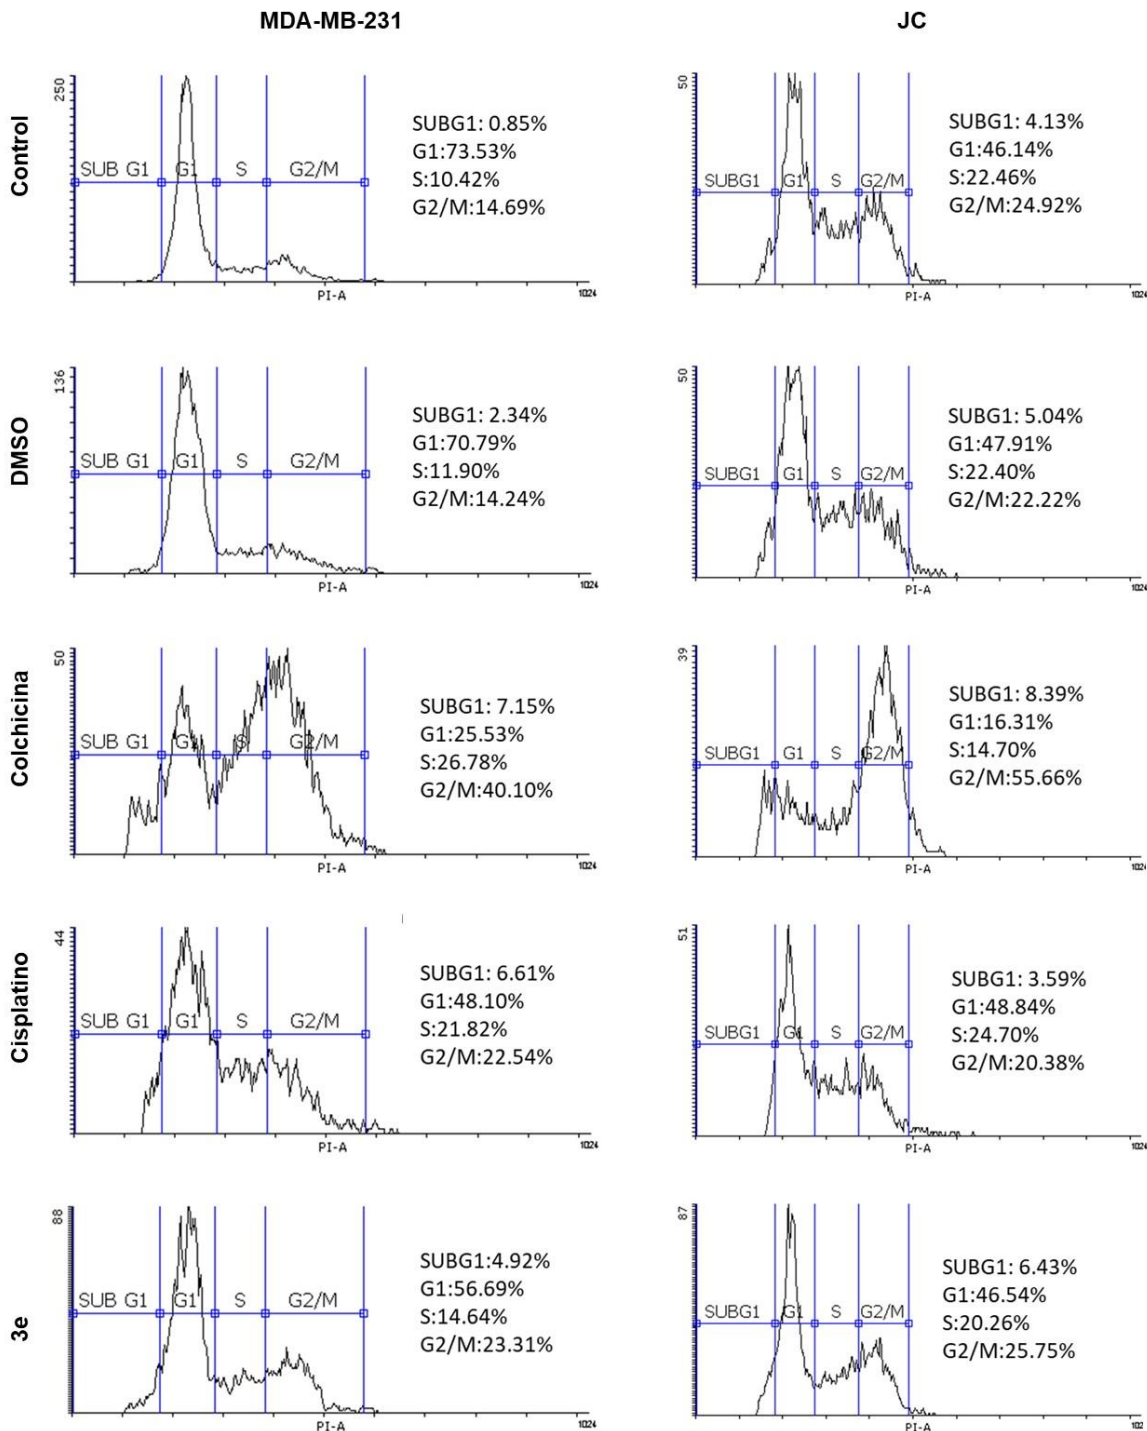 MDA-MB-231
JC
Control
250
SUB G1 G1 S G2/M
PI-A
1024
SUBG1: 0.85%
G1:73.53%
S:10.42%
G2/M:14.69%
50
SUBG1 G1 S G2/M
PI-A
1024
SUBG1: 4.13%
G1:46.14%
S:22.46%
G2/M:24.92%
DMSO
136
SUB G1 G1 S G2/M
PI-A
1024
SUBG1: 2.34%
G1:70.79%
S:11.90%
G2/M:14.24%
50
SUBG1 G1 S G2/M
PI-A
1024
SUBG1: 5.04%
G1:47.91%
S:22.40%
G2/M:22.22%
Colchicina
50
SUB G1 G1 S G2/M
PI-A
1024
SUBG1: 7.15%
G1:25.53%
S:26.78%
G2/M:40.10%
39
SUBG1 G1 S G2/M
PI-A
1024
SUBG1: 8.39%
G1:16.31%
S:14.70%
G2/M:55.66%
Cisplatino
44
SUB G1 G1 S G2/M
PI-A
1024
SUBG1: 6.61%
G1:48.10%
S:21.82%
G2/M:22.54%
51
SUBG1 G1 S G2/M
PI-A
1024
SUBG1: 3.59%
G1:48.84%
S:24.70%
G2/M:20.38%
3e
88
SUB G1 G1 S G2/M
PI-A
1024
SUBG1:4.92%
G1:56.69%
S:14.64%
G2/M:23.31%
87
SUBG1 G1 S G2/M
PI-A
SUBG1: 6.43%
G1:46.54%
S:20.26%
G2/M:25.75%